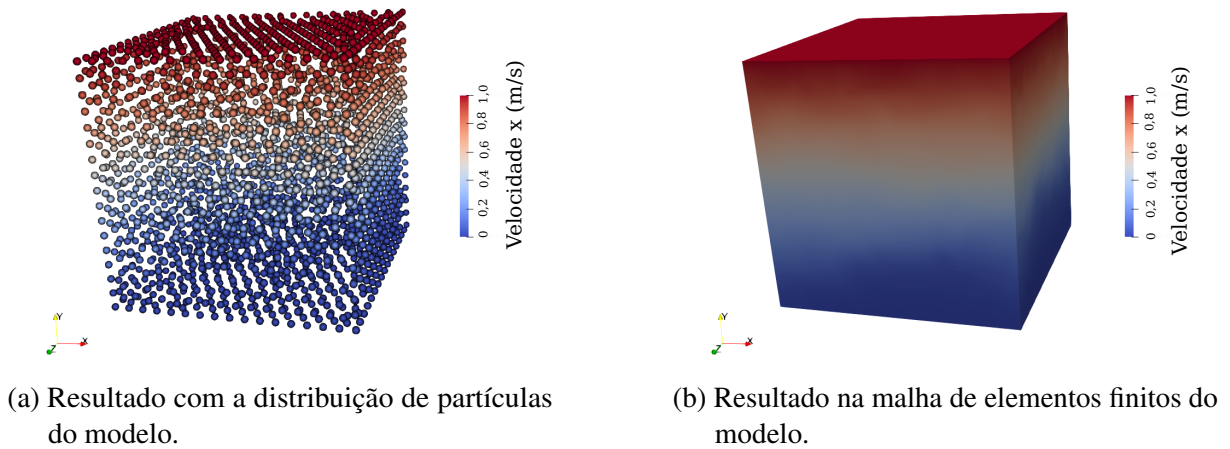 1,0
0,8
0,6
0,4
0,2
0
Velocidade x (m/s)
Y
Z
X
(a) Resultado com a distribuição de partículas
do modelo.
1,0
0,8
0,6
0,4
0,2
0
Velocidade x (m/s)
Y
Z
X
(b) Resultado na malha de elementos finitos do
modelo.